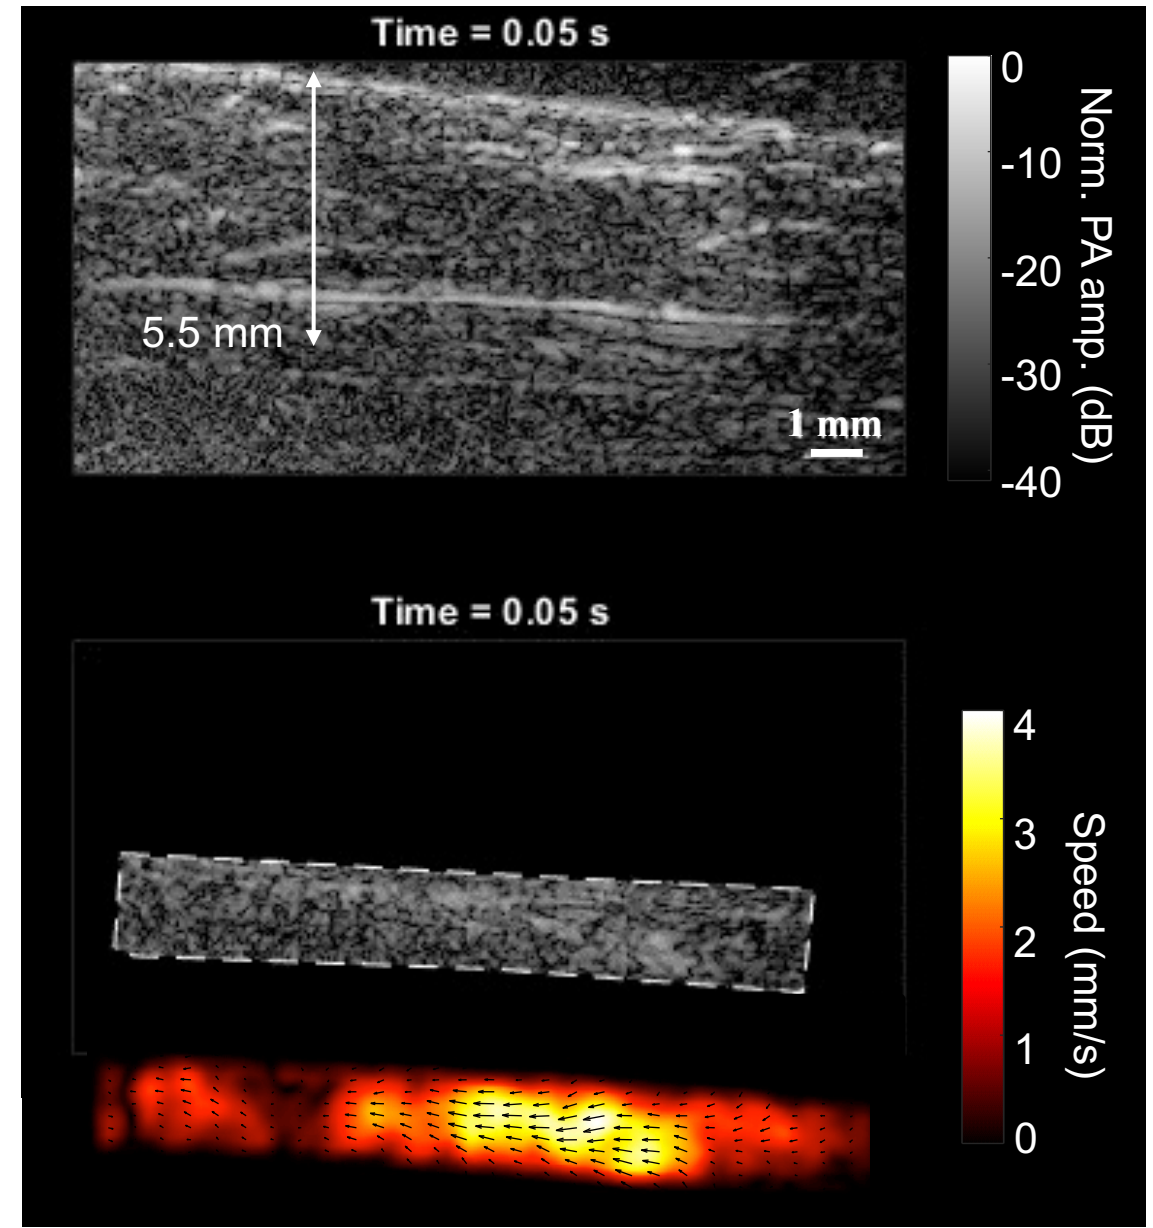 Time = 0.05 s
0
-10
-20
-30
-40
Norm. PA amp. (dB)
5.5 mm
1 mm
Time = 0.05 s
4
3
2
1
0
Speed (mm/s)